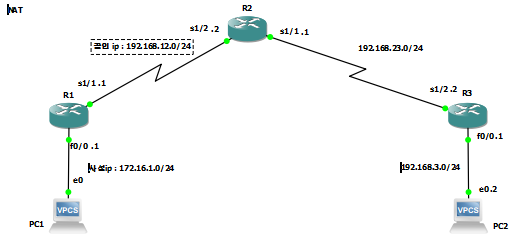 NAT
R2
s1/2 .2
s1/1 .1
ip : 192.168.12.0/24
192.168.23.0/24
s1/1 .1
s1/2 .2
R1
R3
f0/0 .1
f0/0.1
ip : 172.16.1.0/24
192.168.3.0/24
e0
e0.2
VPCS
VPCS
PC1
PC2